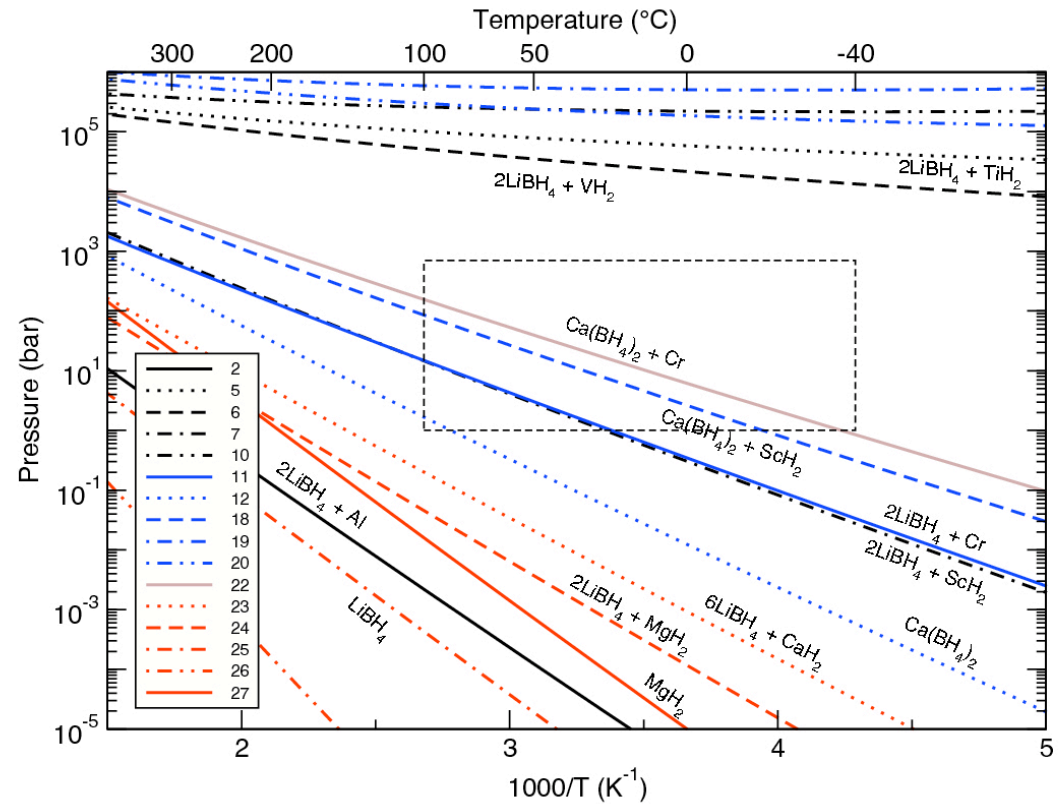 Temperature (°C)
300 200 100 50 0 -40
10^5
10^3
10^1
10^-1
10^-3
10^-5
Pressure (bar)
2LiBH4 + TiH2
2LiBH4 + VH2
Ca(BH4)2 + Cr
Ca(BH4)2 + ScH2
2LiBH4 + Al
2LiBH4 + Cr
2LiBH4 + ScH2
LiBH4
2LiBH4 + MgH2
6LiBH4 + CaH2
Ca(BH4)2
MgH2
2
5
6
7
10
11
12
18
19
20
22
23
24
25
26
27
2 3 4 5
1000/T (K^-1)